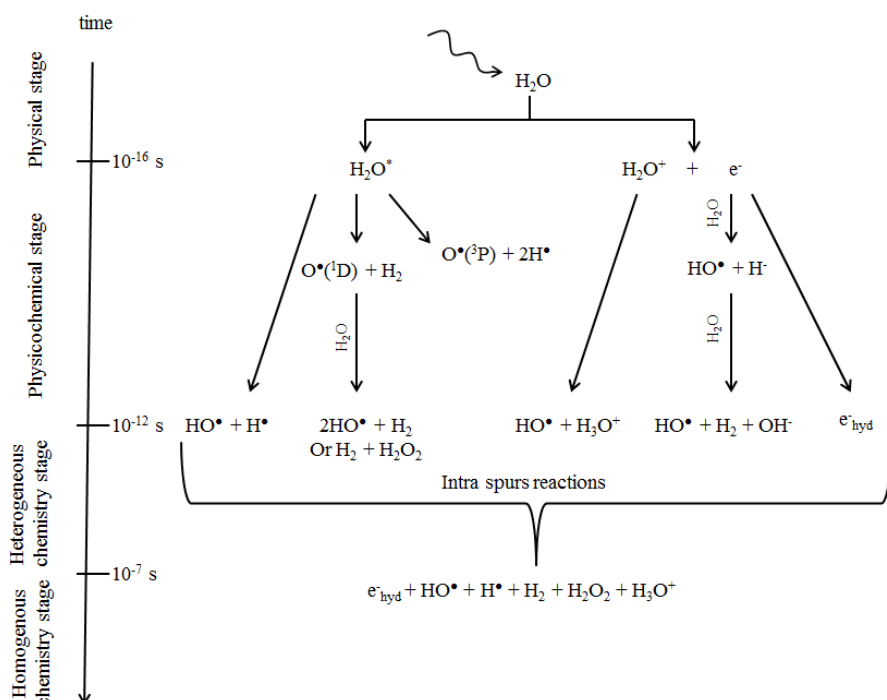 time
H₂O
Physical stage
10⁻¹⁶ s
H₂O*
H₂O⁺ + e⁻
Physicochemical stage
H₂O
O•(³P) + 2H•
O•(¹D) + H₂
HO• + H⁻
H₂O
H₂O
10⁻¹² s
HO• + H•
2HO• + H₂
Or H₂ + H₂O₂
HO• + H₃O⁺
HO• + H₂ + OH⁻
e⁻hyd
Heterogeneous
chemistry stage
Intra spurs reactions
10⁻⁷ s
e⁻hyd + HO• + H• + H₂ + H₂O₂ + H₃O⁺
Homogenous
chemistry stage